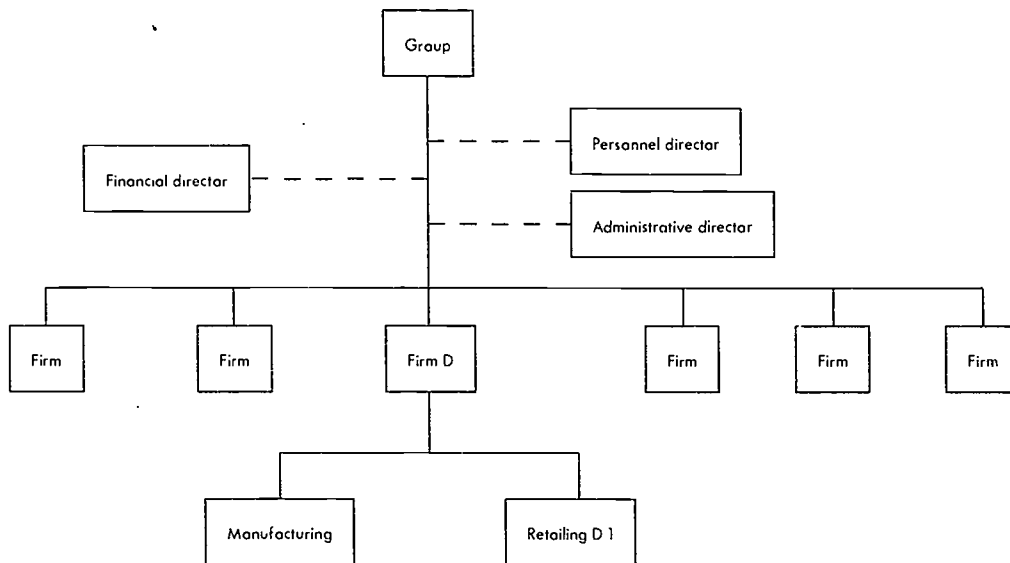 Group
Personnel director
Financial director
Administrative director
Firm
Firm
Firm D
Firm
Firm
Firm
Manufacturing
Retailing D 1